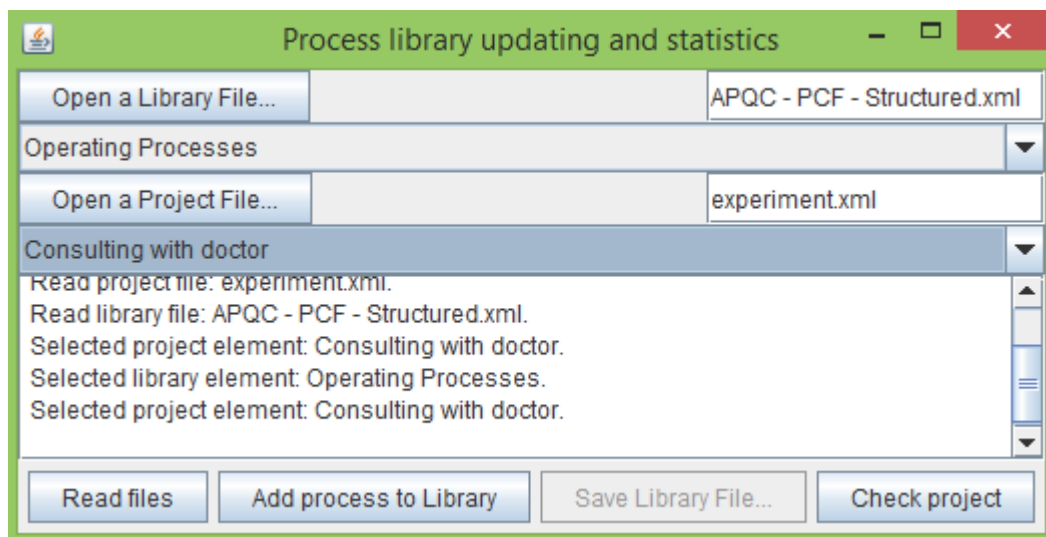 Process library updating and statistics
Open a Library File... APQC - PCF - Structured.xml
Operating Processes
Open a Project File... experiment.xml
Consulting with doctor
Read project file: experiment.xml.
Read library file: APQC - PCF - Structured.xml.
Selected project element: Consulting with doctor.
Selected library element: Operating Processes.
Selected project element: Consulting with doctor.
Read files Add process to Library Save Library File... Check project